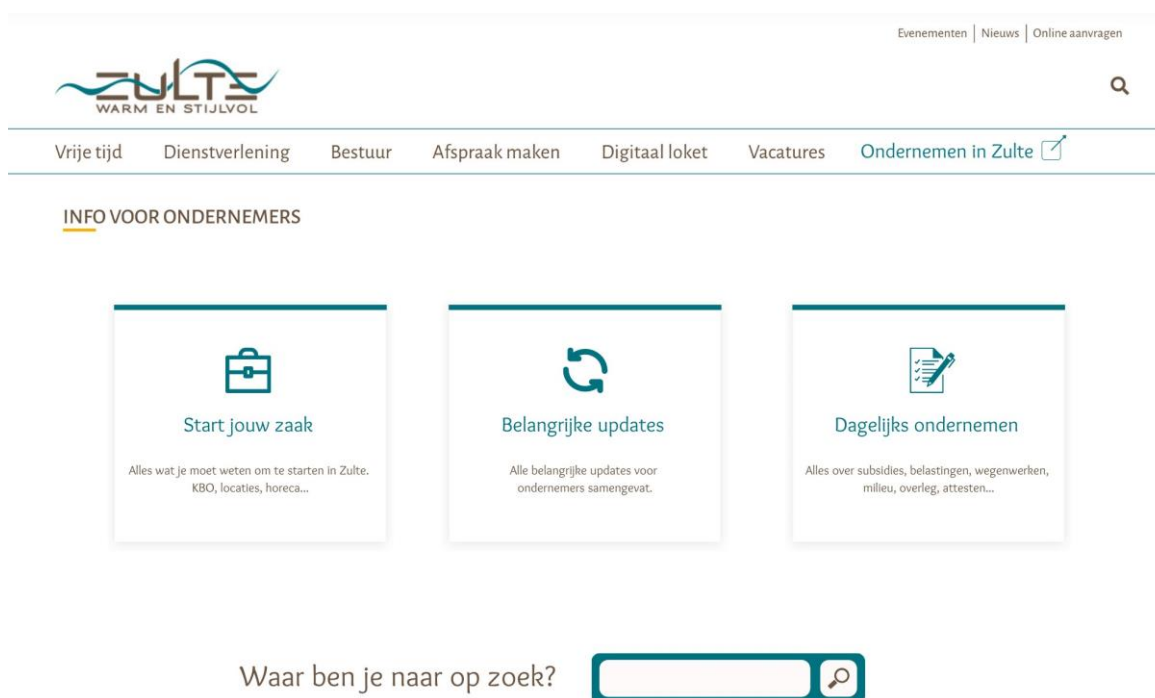 Evenementen | Nieuws | Online aanvragen
ZULTE
WARM EN STIJLVOL
Vrije tijd Dienstverlening Bestuur Afspraak maken Digitaal loket Vacatures Ondernemen in Zulte
INFO VOOR ONDERNEMERS
Start jouw zaak
Alles wat je moet weten om te starten in Zulte.
KBO, locaties, horeca...
Belangrijke updates
Alle belangrijke updates voor
ondernemers samengevat.
Dagelijks ondernemen
Alles over subsidies, belastingen, wegenwerken,
milieu, overleg, attesten...
Waar ben je naar op zoek?